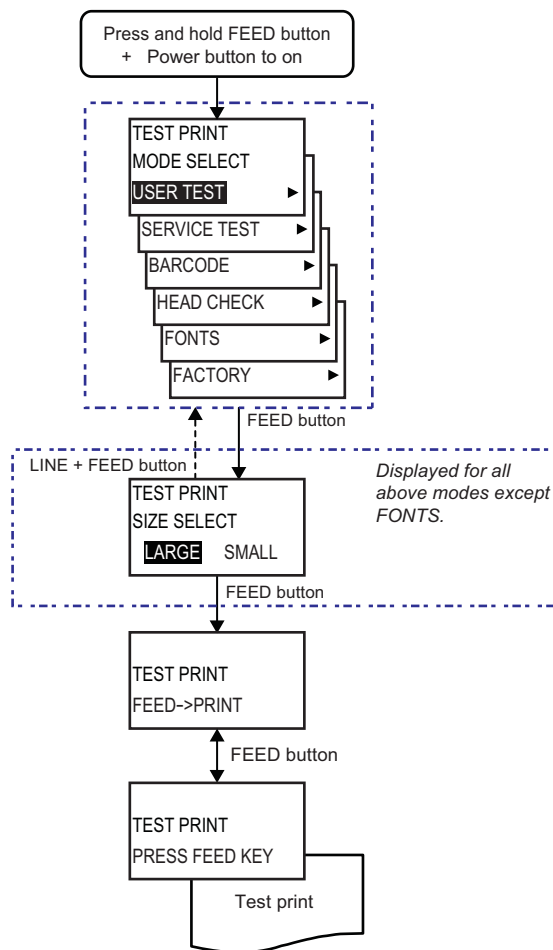 Press and hold FEED button
+ Power button to on
TEST PRINT
MODE SELECT
USER TEST
SERVICE TEST
BARCODE
HEAD CHECK
FONTS
FACTORY
FEED button
LINE + FEED button
Displayed for all
above modes except
FONTS.
TEST PRINT
SIZE SELECT
LARGE SMALL
FEED button
TEST PRINT
FEED->PRINT
FEED button
TEST PRINT
PRESS FEED KEY
Test print